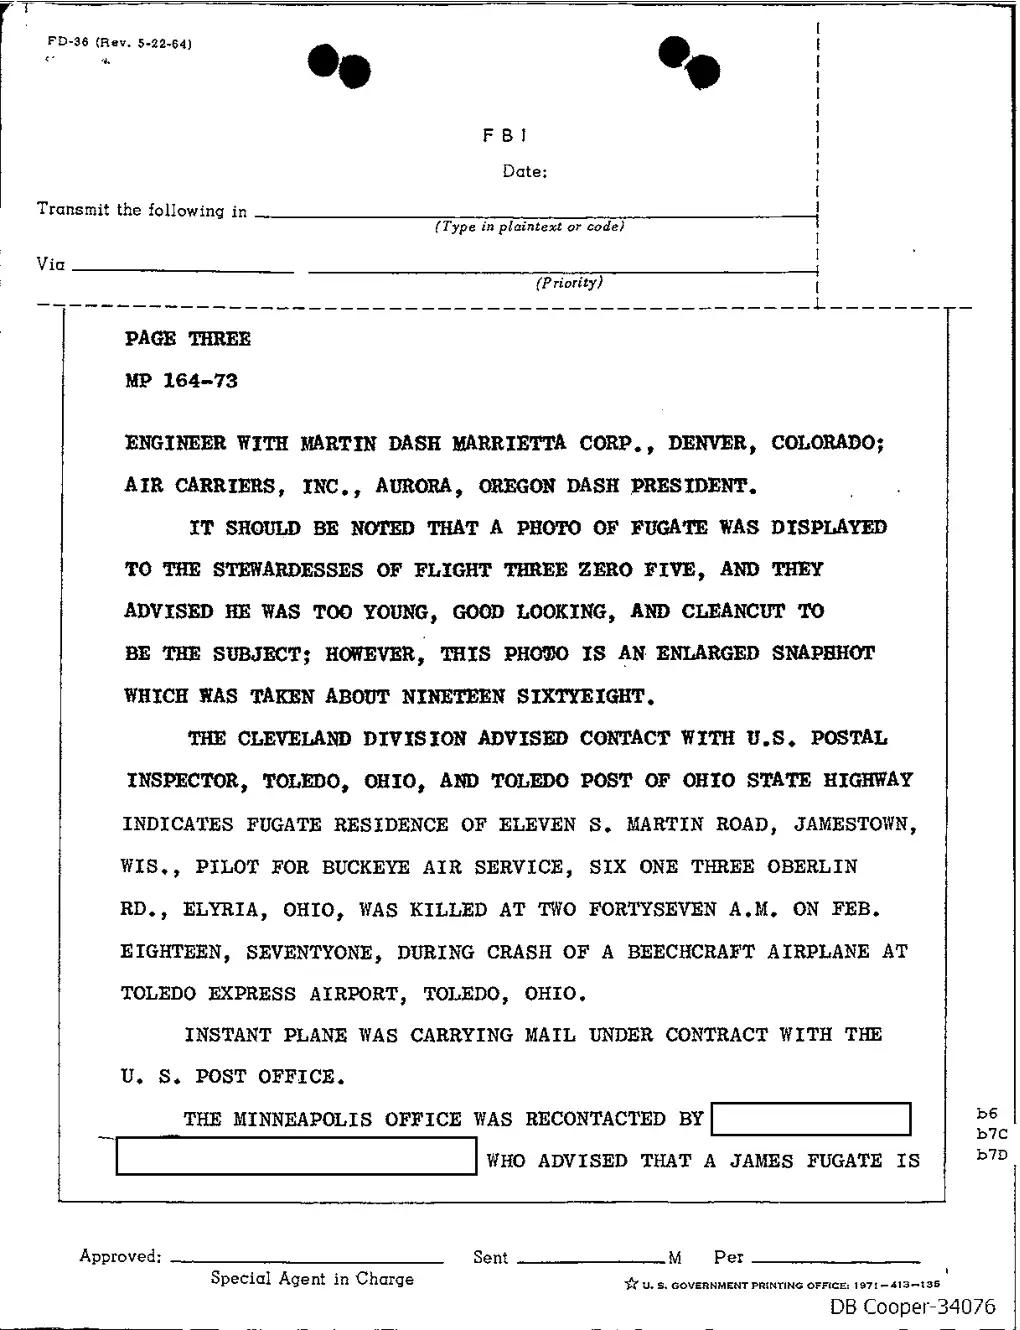 FD-36 (Rev. 5-22-64)
F B I
Date:
Transmit the following in
(Type in plaintext or code)
Via
(Priority)
PAGE THREE
MP 164-73
ENGINEER WITH MARTIN DASH MARRIETTA CORP., DENVER, COLORADO;
AIR CARRIERS, INC., AURORA, OREGON DASH PRESIDENT.
IT SHOULD BE NOTED THAT A PHOTO OF FUGATE WAS DISPLAYED
TO THE STEWARDESSES OF FLIGHT THREE ZERO FIVE, AND THEY
ADVISED HE WAS TOO YOUNG, GOOD LOOKING, AND CLEANCUT TO
BE THE SUBJECT; HOWEVER, THIS PHOTO IS AN ENLARGED SNAPSHOT
WHICH WAS TAKEN ABOUT NINETEEN SIXTYEIGHT.
THE CLEVELAND DIVISION ADVISED CONTACT WITH U.S. POSTAL
INSPECTOR, TOLEDO, OHIO, AND TOLEDO POST OF OHIO STATE HIGHWAY
INDICATES FUGATE RESIDENCE OF ELEVEN S. MARTIN ROAD, JAMESTOWN,
WIS., PILOT FOR BUCKEYE AIR SERVICE, SIX ONE THREE OBERLIN
RD., ELYRIA, OHIO, WAS KILLED AT TWO FORTYSEVEN A.M. ON FEB.
EIGHTEEN, SEVENTYONE, DURING CRASH OF A BEECHCRAFT AIRPLANE AT
TOLEDO EXPRESS AIRPORT, TOLEDO, OHIO.
INSTANT PLANE WAS CARRYING MAIL UNDER CONTRACT WITH THE
U. S. POST OFFICE.
THE MINNEAPOLIS OFFICE WAS RECONTACTED BY
b6
b7C
WHO ADVISED THAT A JAMES FUGATE IS
b7D
Approved: Sent M Per
Special Agent in Charge
☆ U. S. GOVERNMENT PRINTING OFFICE: 1971-413-135
DB Cooper-34076